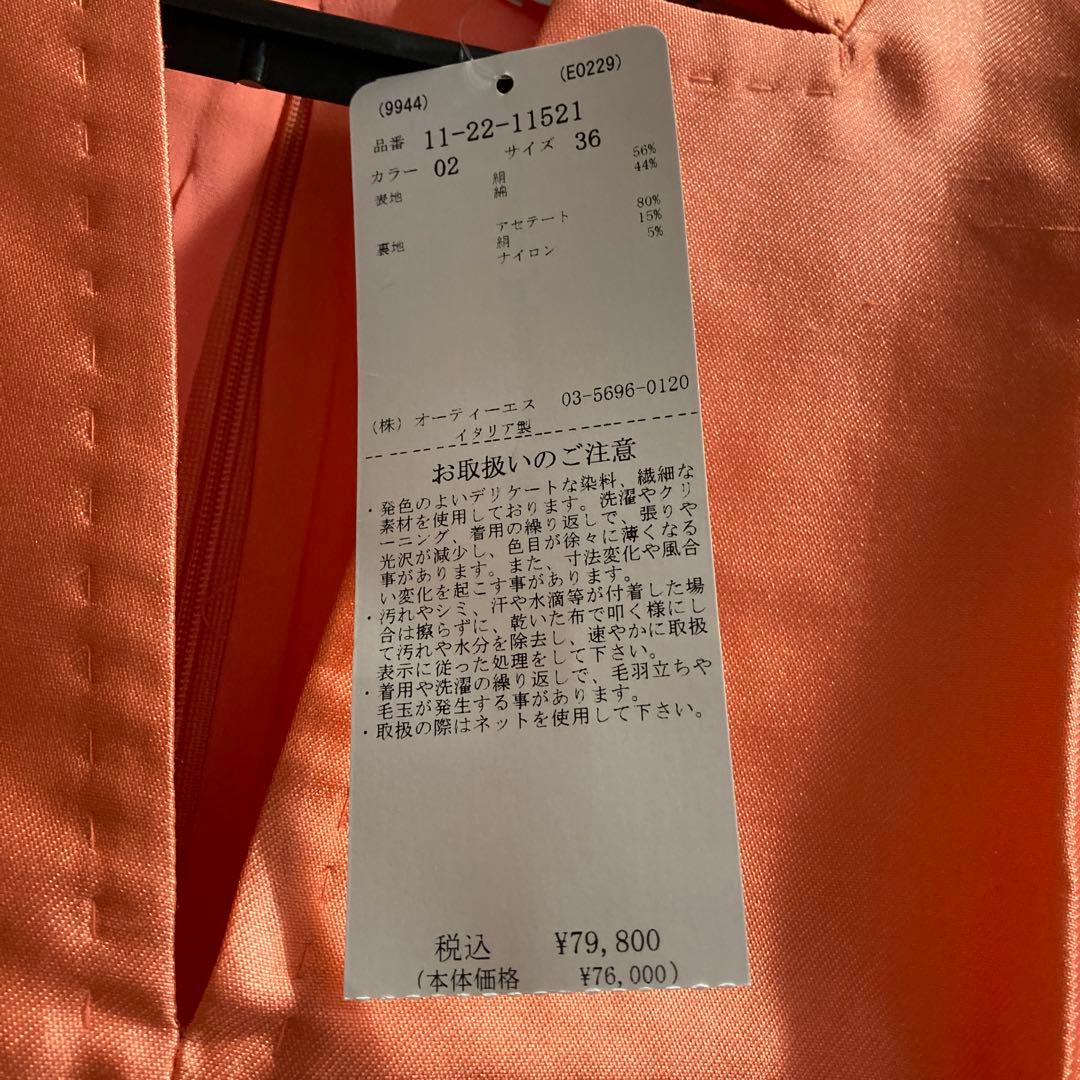 (9944) (E0229)
品番 11-22-11521
カラー 02 サイズ 36
表地 絹 56%
綿 44%
アセテート 80%
裏地 絹 15%
ナイロン 5%
(株) オーティーエス 03-5696-0120
イタリア製
お取扱いのご注意
・発色のよいデリケートな染料、繊細な
素材を使用しております。洗濯やクリ
ーニング、着用の繰り返しで、張りや
光沢が減少し、色目が徐々に薄くなる
事があります。また、寸法変化や風合
い変化を起こす事があります。
・汚れやシミ、汗や水滴等が付着した場
合は擦らずに、乾いた布で叩く様にし
て汚れや水分を除去し、速やかに取扱
表示に従った処理をして下さい。
・着用や洗濯の繰り返しで、毛羽立ちや
毛玉が発生する事があります。
・取扱の際はネットを使用して下さい。
税込 ¥79,800
(本体価格 ¥76,000)